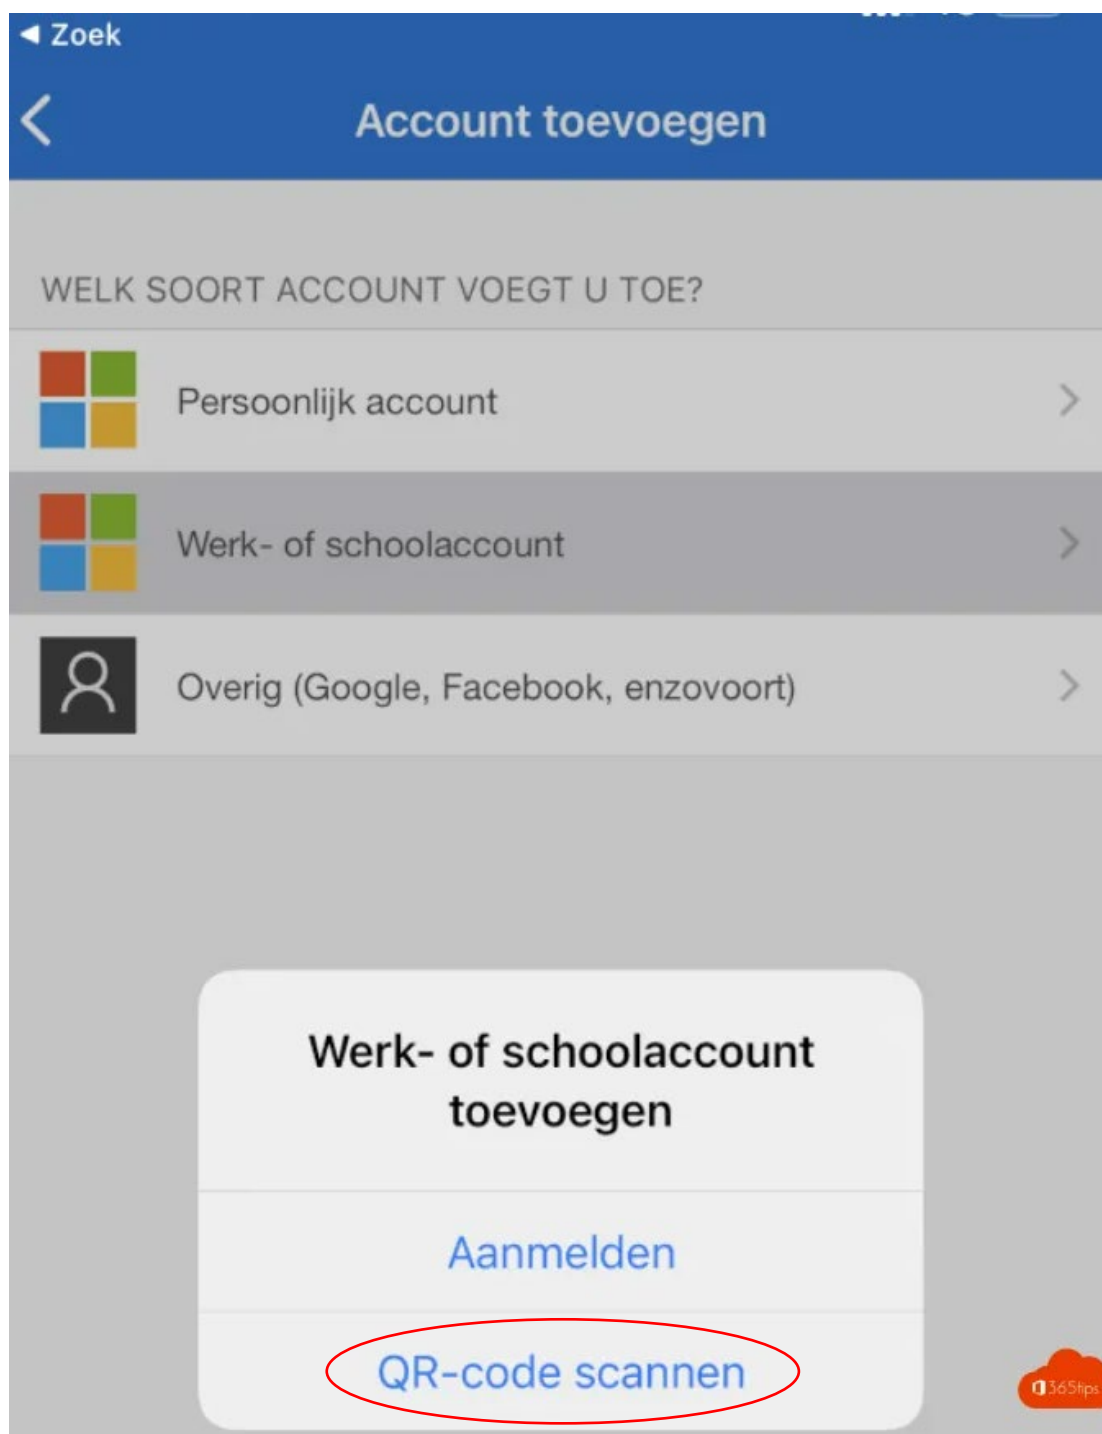 Zoek
Account toevoegen
WELK SOORT ACCOUNT VOEGT U TOE?
Persoonlijk account
Werk- of schoolaccount
Overig (Google, Facebook, enzovoort)
Werk- of schoolaccount
toevoegen
Aanmelden
QR-code scannen
365tips